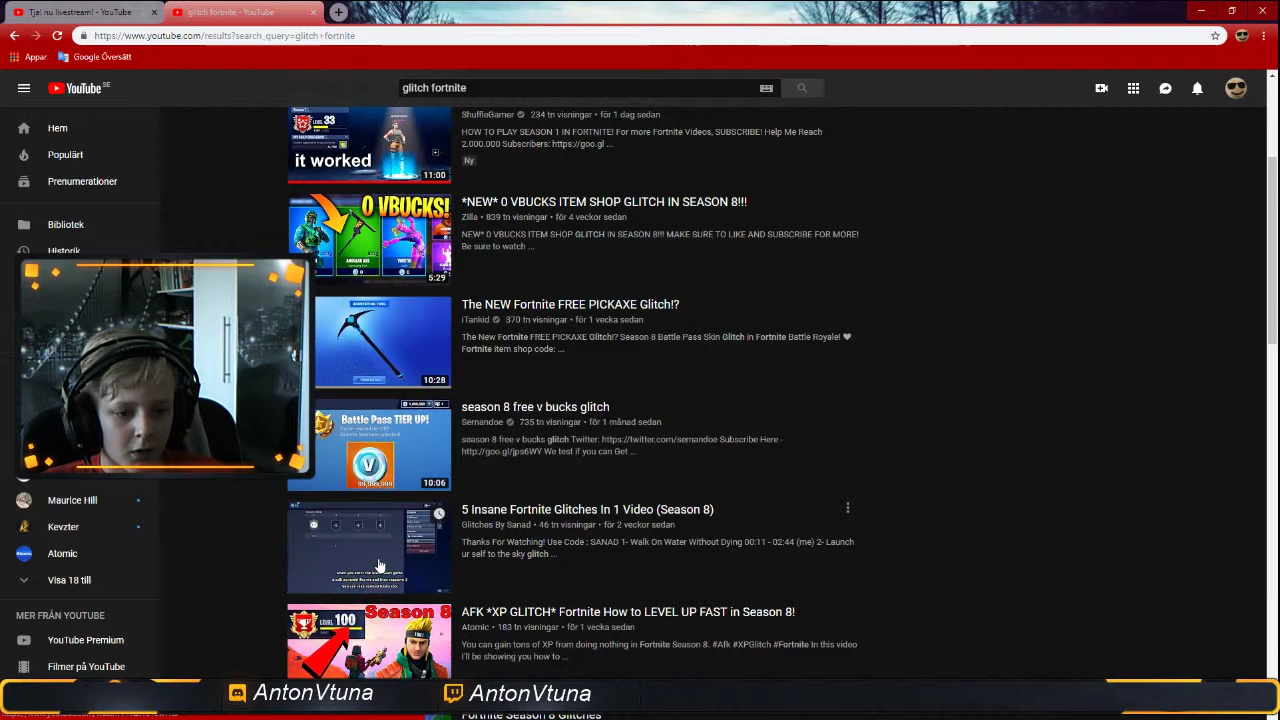 Tja! nu livestream! - YouTube
glitch fortnite - YouTube
https://www.youtube.com/results?search_query=glitch+fortnite
Appar
Google Översätt
YouTube SE
glitch fortnite
Hem
Populärt
Prenumerationer
Bibliotek
Historik
Maurice Hill
Kevzter
Atomic
Visa 18 till
MER FRÅN YOUTUBE
YouTube Premium
Filmer på YouTube
LEVEL 33
it worked
11:00
ShuffleGamer
234 tn visningar • för 1 dag sedan
HOW TO PLAY SEASON 1 IN FORTNITE! For more Fortnite Videos, SUBSCRIBE! Help Me Reach
2.000.000 Subscribers: https://goo.gl ...
Ny
0 VBUCKS!
5:29
*NEW* 0 VBUCKS ITEM SHOP GLITCH IN SEASON 8!!!
Zilla • 839 tn visningar • för 4 veckor sedan
NEW* 0 VBUCKS ITEM SHOP GLITCH IN SEASON 8!!! MAKE SURE TO LIKE AND SUBSCRIBE FOR MORE!
Be sure to watch ...
10:28
The NEW Fortnite FREE PICKAXE Glitch!?
iTankid
370 tn visningar • för 1 vecka sedan
The New Fortnite FREE PICKAXE Glitch!? Season 8 Battle Pass Skin Glitch in Fortnite Battle Royale! ♥
Fortnite item shop code: ...
Battle Pass TIER UP!
99,999,999
10:06
season 8 free v bucks glitch
Sernandoe
735 tn visningar • för 1 månad sedan
season 8 free v bucks glitch Twitter: https://twitter.com/sernandoe Subscribe Here -
http://goo.gl/jps6WY We test if you can Get ...
5 Insane Fortnite Glitches In 1 Video (Season 8)
Glitches By Sanad • 46 tn visningar • för 2 veckor sedan
Thanks For Watching! Use Code : SANAD 1- Walk On Water Without Dying 00:11 - 02:44 (me) 2- Launch
ur self to the sky glitch ...
LEVEL 100
Season 8
AFK *XP GLITCH* Fortnite How to LEVEL UP FAST in Season 8!
Atomic • 183 tn visningar • för 1 vecka sedan
You can gain tons of XP from doing nothing in Fortnite Season 8. #Afk #XPGlitch #Fortnite In this video
I'll be showing you how to ...
AntonVtuna
AntonVtuna
Fortnite Season 8 Glitches